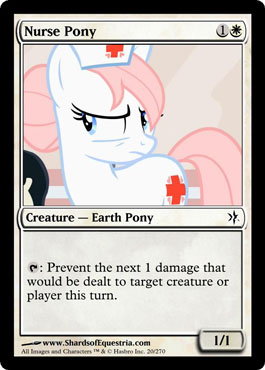 Nurse Pony 1
Creature — Earth Pony
: Prevent the next 1 damage that
would be dealt to target creature or
player this turn.
www.ShardsofEquestria.com
All Images and Characters ™ & © Hasbro Inc. 20/270
1/1